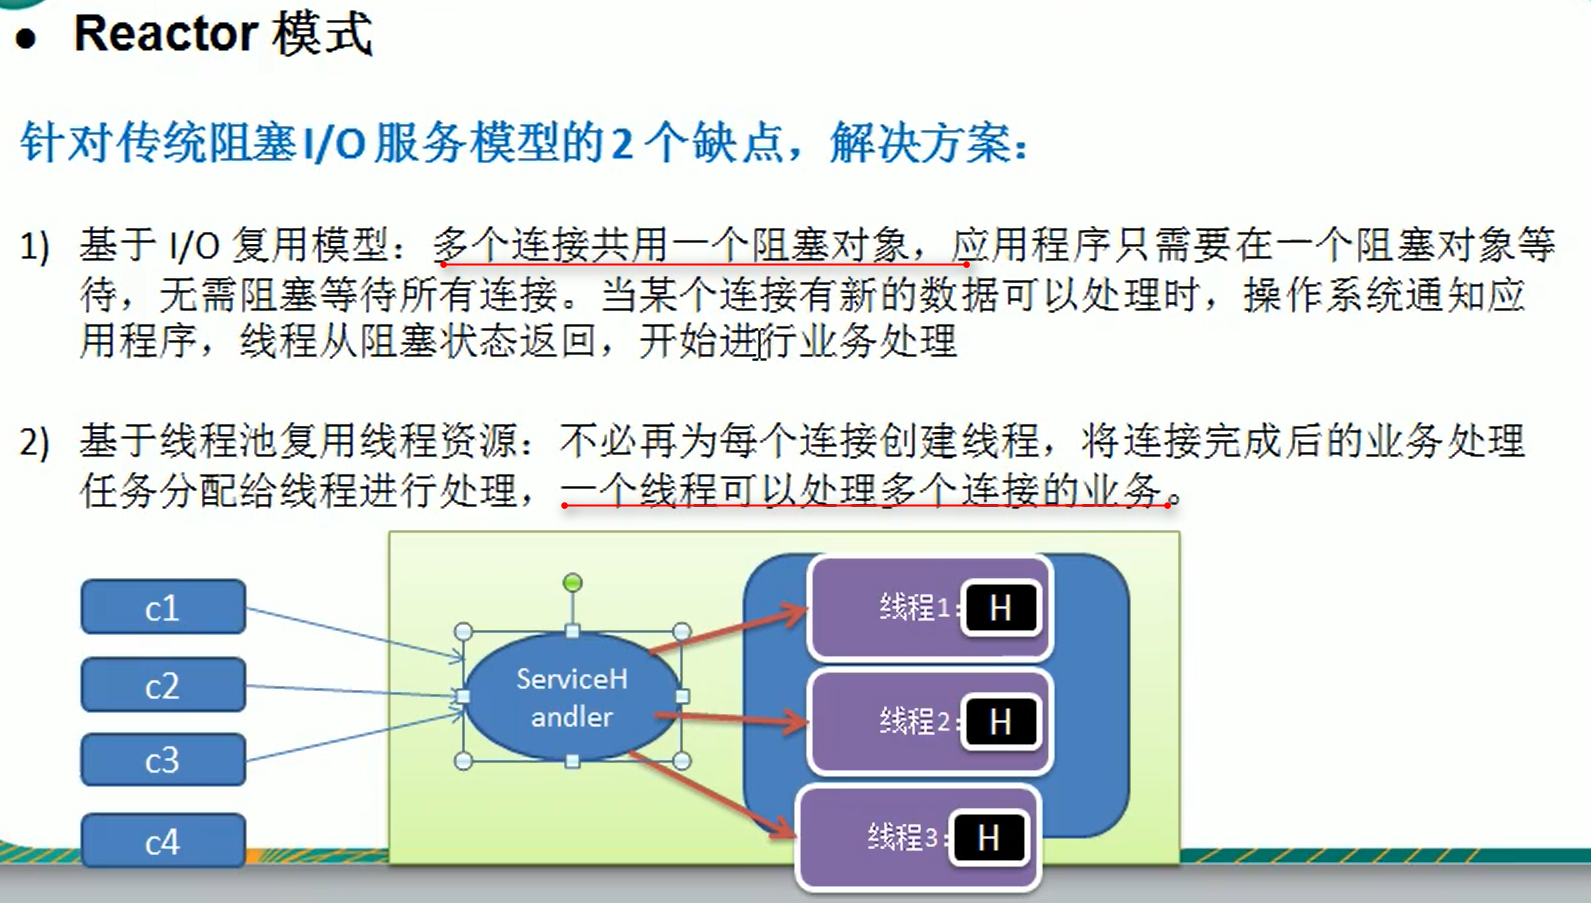 ● Reactor 模式
针对传统阻塞I/O服务模型的2个缺点，解决方案：
1) 基于 I/O 复用模型：多个连接共用一个阻塞对象，应用程序只需要在一个阻塞对象等
待，无需阻塞等待所有连接。当某个连接有新的数据可以处理时，操作系统通知应
用程序，线程从阻塞状态返回，开始进行业务处理
2) 基于线程池复用线程资源：不必再为每个连接创建线程，将连接完成后的业务处理
任务分配给线程进行处理，一个线程可以处理多个连接的业务。
c1
c2
c3
c4
ServiceH
andler
线程1：H
线程2：H
线程3：H